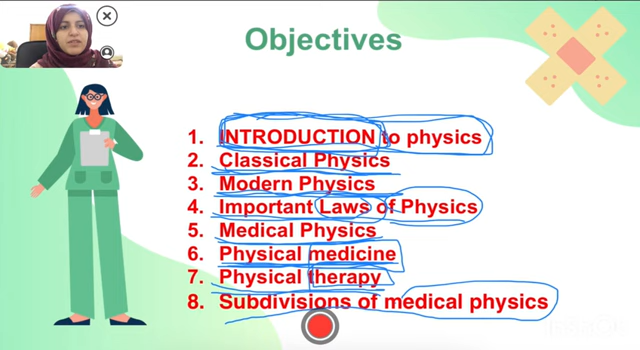 Objectives
1. INTRODUCTION to physics
2. Classical Physics
3. Modern Physics
4. Important Laws of Physics
5. Medical Physics
6. Physical medicine
7. Physical therapy
8. Subdivisions of medical physics